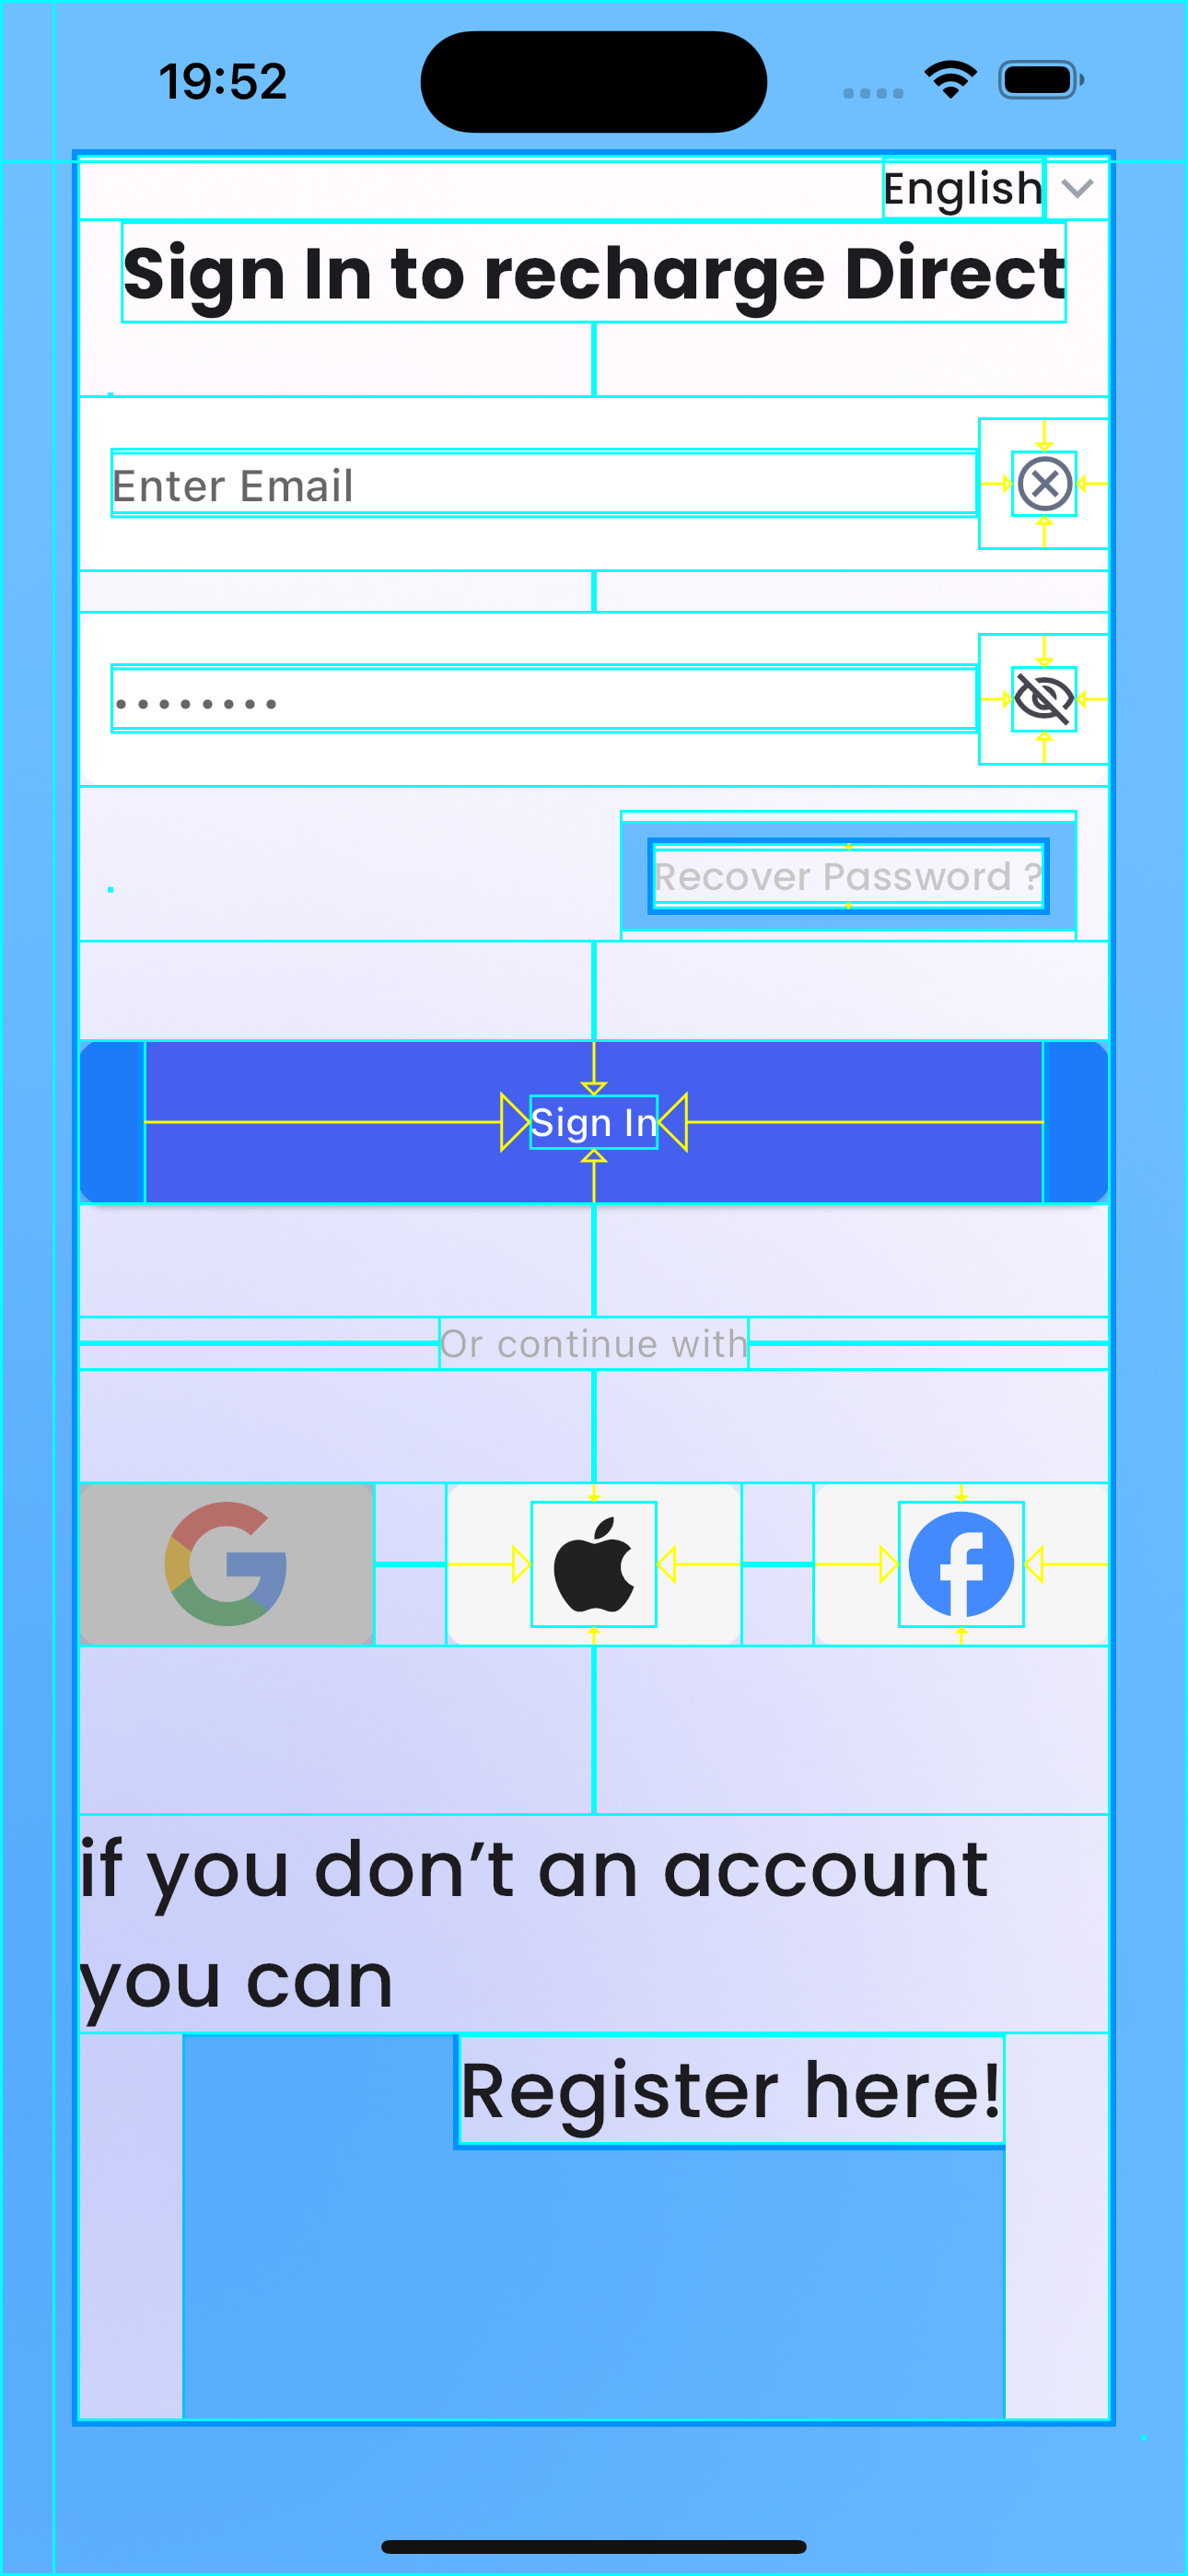 19:52
English
Sign In to recharge Direct
Enter Email
••••••••
Recover Password ?
Sign In
Or continue with
if you don’t an account
you can
Register here!